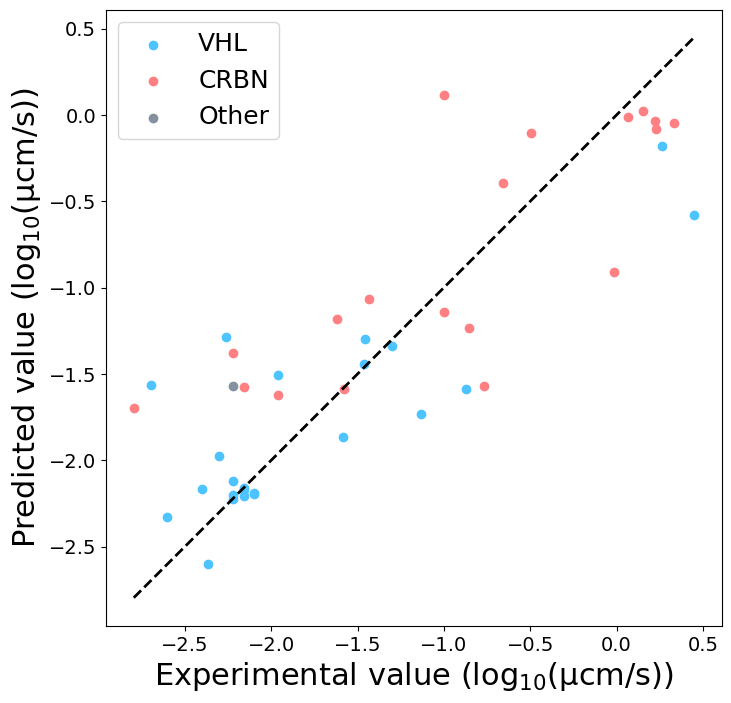 VHL
CRBN
Other
0.5
0.0
−0.5
−1.0
−1.5
−2.0
−2.5
Predicted value (log₁₀(μcm/s))
−2.5 −2.0 −1.5 −1.0 −0.5 0.0 0.5
Experimental value (log₁₀(μcm/s))